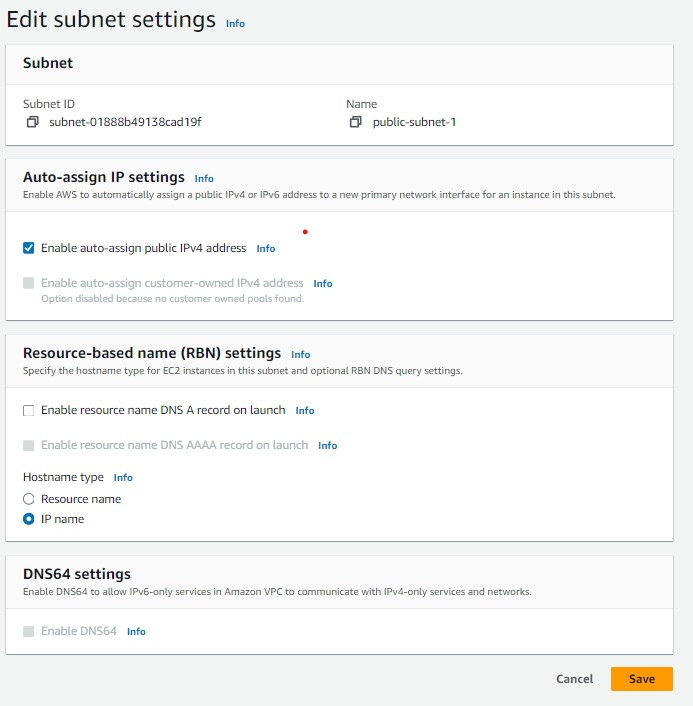 Edit subnet settings Info
Subnet
Subnet ID
subnet-01888b49138cad19f
Name
public-subnet-1
Auto-assign IP settings Info
Enable AWS to automatically assign a public IPv4 or IPv6 address to a new primary network interface for an instance in this subnet.
Enable auto-assign public IPv4 address Info
Enable auto-assign customer-owned IPv4 address Info
Option disabled because no customer owned pools found.
Resource-based name (RBN) settings Info
Specify the hostname type for EC2 instances in this subnet and optional RBN DNS query settings.
Enable resource name DNS A record on launch Info
Enable resource name DNS AAAA record on launch Info
Hostname type Info
Resource name
IP name
DNS64 settings
Enable DNS64 to allow IPv6-only services in Amazon VPC to communicate with IPv4-only services and networks.
Enable DNS64 Info
Cancel Save